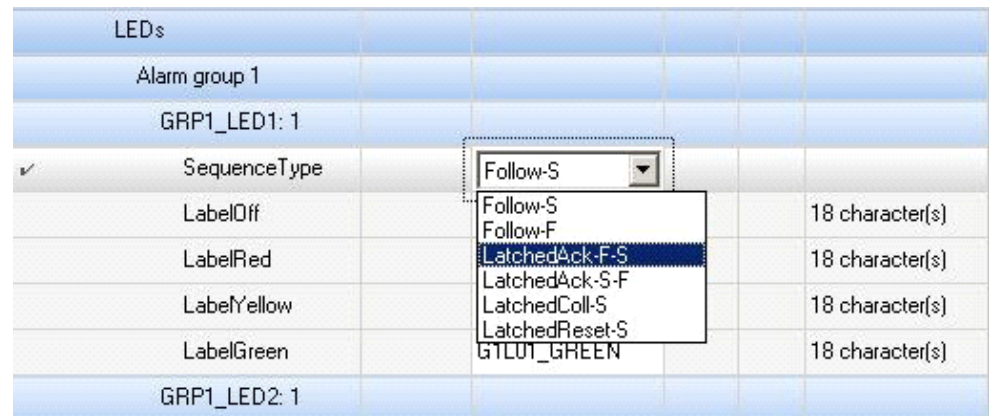 LEDs
Alarm group 1
GRP1_LED1: 1
SequenceType Follow-S
LabelOff Follow-S 18 character(s)
Follow-F
LabelRed LatchedAck-F-S 18 character(s)
LatchedAck-S-F
LabelYellow LatchedColl-S 18 character(s)
LatchedReset-S
LabelGreen G1L01_GREEN 18 character(s)
GRP1_LED2: 1